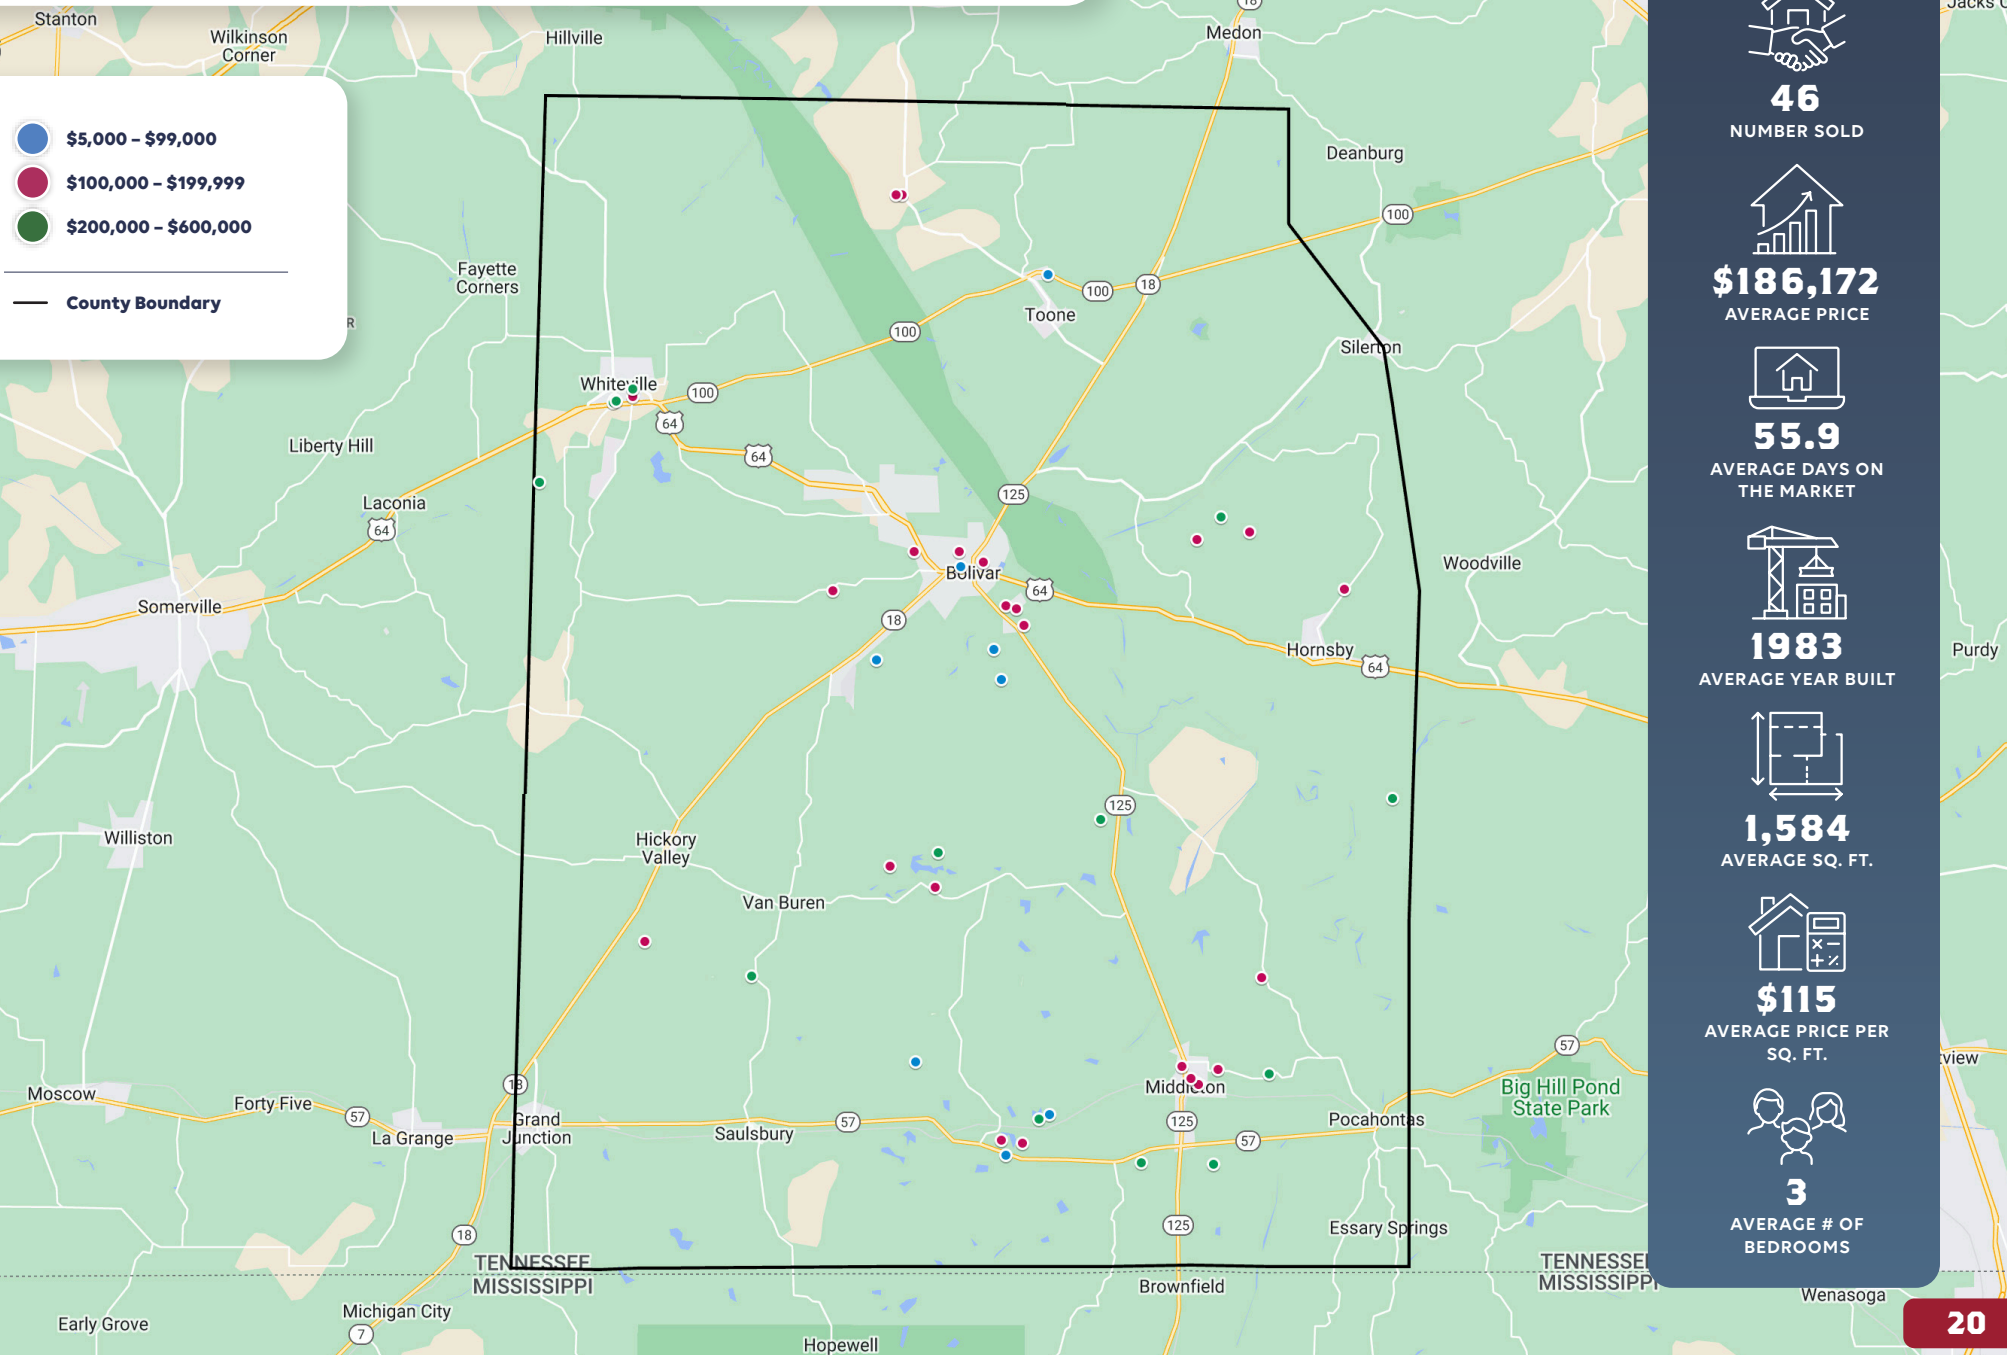 Stanton
Wilkinson
Corner
Hillville
18
Medon
$5,000 – $99,000
$100,000 – $199,999
$200,000 – $600,000
County Boundary
R
Deanburg
100
Fayette
Corners
100
18
Toone
100
Silerton
Whiteville
100
64
64
Liberty Hill
Laconia
64
125
Woodville
Bolivar
64
Somerville
18
Hornsby
64
Purdy
125
Williston
Hickory
Valley
Van Buren
57
18
Middleton
Big Hill Pond
State Park
Moscow
Forty Five
57
La Grange
Grand
Junction
Saulsbury
57
125
57
Pocahontas
18
125
Essary Springs
TENNESSEE
MISSISSIPPI
TENNESSEE
MISSISSIPPI
Brownfield
Wenasoga
Early Grove
Michigan City
7
Hopewell
46
NUMBER SOLD
$186,172
AVERAGE PRICE
55.9
AVERAGE DAYS ON
THE MARKET
1983
AVERAGE YEAR BUILT
1,584
AVERAGE SQ. FT.
$115
AVERAGE PRICE PER
SQ. FT.
3
AVERAGE # OF
BEDROOMS
20